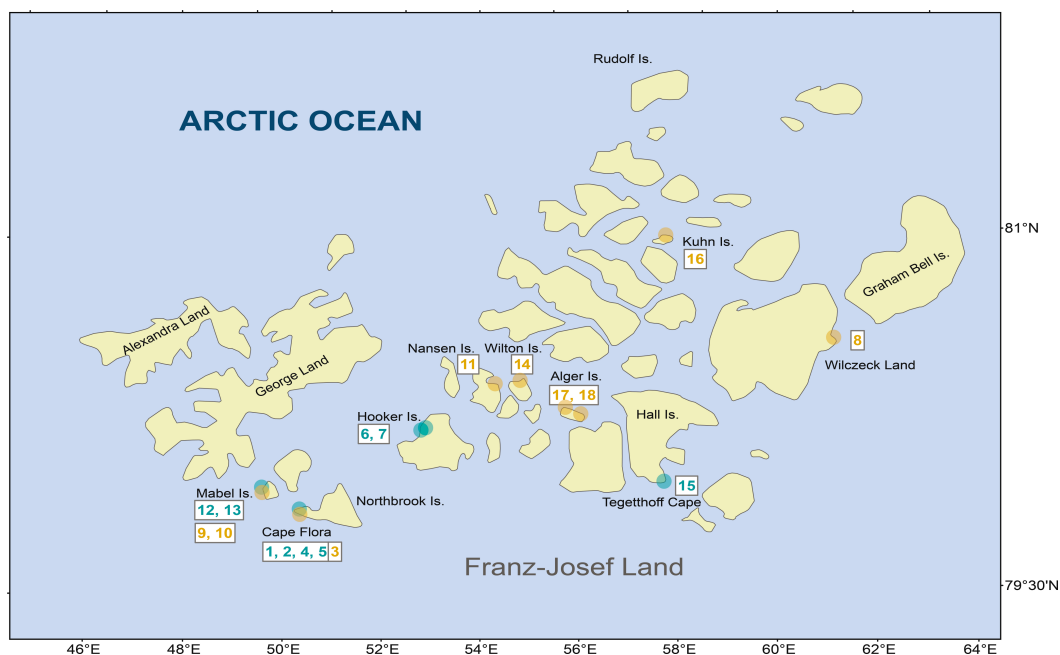 Rudolf Is.
ARCTIC OCEAN
81°N
Kuhn Is.
16
Graham Bell Is.
Alexandra Land
George Land
Nansen Is.
11
Wilton Is.
14
8
Wilczeck Land
Alger Is.
17, 18
Hooker Is.
6, 7
Hall Is.
15
Tegetthoff Cape
Mabel Is.
12, 13
9, 10
Northbrook Is.
Cape Flora
1, 2, 4, 5 3
Franz-Josef Land
79°30'N
46°E 48°E 50°E 52°E 54°E 56°E 58°E 60°E 62°E 64°E